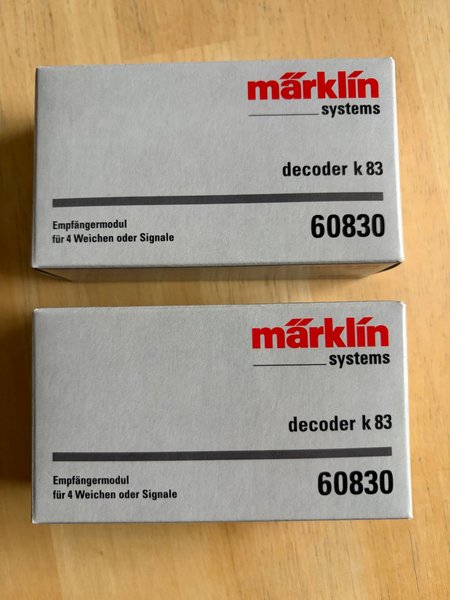 märklin
systems
decoder k 83
Empfängermodul
für 4 Weichen oder Signale
60830
märklin
systems
decoder k 83
Empfängermodul
für 4 Weichen oder Signale
60830